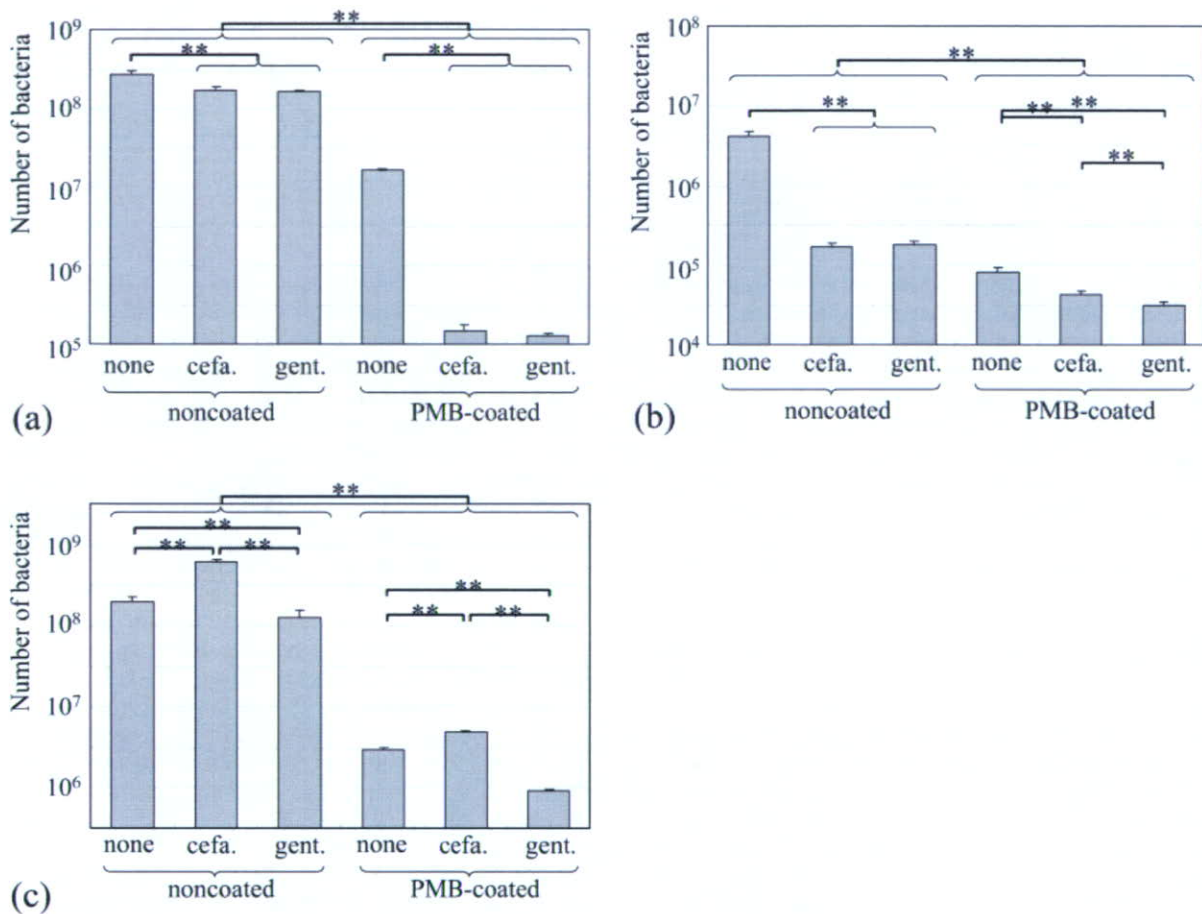 **
Number of bacteria
10⁹
10⁸
10⁷
10⁶
10⁵
** **
none cefa. gent. none cefa. gent.
noncoated PMB-coated
(a)
**
Number of bacteria
10⁸
10⁷
10⁶
10⁵
10⁴
** ** **
**
none cefa. gent. none cefa. gent.
noncoated PMB-coated
(b)
**
Number of bacteria
10⁹
10⁸
10⁷
10⁶
**
** **
**
** **
none cefa. gent. none cefa. gent.
noncoated PMB-coated
(c)